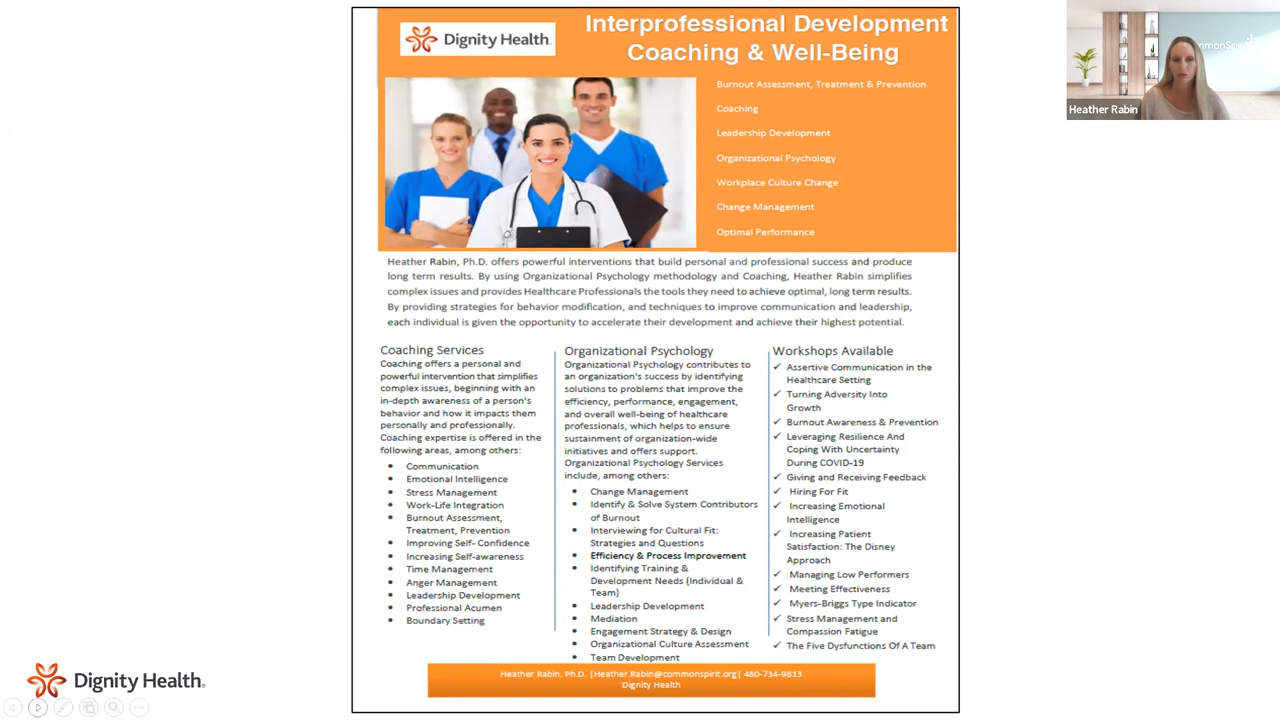 Dignity Health
Interprofessional Development
Coaching & Well-Being
Burnout Assessment, Treatment & Prevention
Coaching
Leadership Development
Organizational Psychology
Workplace Culture Change
Change Management
Optimal Performance
Heather Rabin, Ph.D. offers powerful interventions that build personal and professional success and produce
long term results. By using Organizational Psychology methodology and Coaching, Heather Rabin simplifies
complex issues and provides Healthcare Professionals the tools they need to achieve optimal, long term results.
By providing strategies for behavior modification, and techniques to improve communication and leadership,
each individual is given the opportunity to accelerate their development and achieve their highest potential.
Coaching Services
Coaching offers a personal and
powerful intervention that simplifies
complex issues, beginning with an
in-depth awareness of a person's
behavior and how it impacts them
personally and professionally.
Coaching expertise is offered in the
following areas, among others:
• Communication
• Emotional Intelligence
• Stress Management
• Work-Life Integration
• Burnout Assessment,
Treatment, Prevention
• Improving Self- Confidence
• Increasing Self-awareness
• Time Management
• Anger Management
• Leadership Development
• Professional Acumen
• Boundary Setting
Organizational Psychology
Organizational Psychology contributes to
an organization's success by identifying
solutions to problems that improve the
efficiency, performance, engagement,
and overall well-being of healthcare
professionals, which helps to ensure
sustainment of organization-wide
initiatives and offers support.
Organizational Psychology Services
include, among others:
• Change Management
• Identify & Solve System Contributors
of Burnout
• Interviewing for Cultural Fit:
Strategies and Questions
• Efficiency & Process Improvement
• Identifying Training &
Development Needs (Individual &
Team)
• Leadership Development
• Mediation
• Engagement Strategy & Design
• Organizational Culture Assessment
• Team Development
Workshops Available
✓ Assertive Communication in the
Healthcare Setting
✓ Turning Adversity Into
Growth
✓ Burnout Awareness & Prevention
✓ Leveraging Resilience And
Coping With Uncertainty
During COVID-19
✓ Giving and Receiving Feedback
✓ Hiring For Fit
✓ Increasing Emotional
Intelligence
✓ Increasing Patient
Satisfaction: The Disney
Approach
✓ Managing Low Performers
✓ Meeting Effectiveness
✓ Myers-Briggs Type Indicator
✓ Stress Management and
Compassion Fatigue
✓ The Five Dysfunctions Of A Team
Heather Rabin, Ph.D. |Heather.Rabin@commonspirit.org| 480-734-9813
Dignity Health
Dignity Health.
Heather Rabin